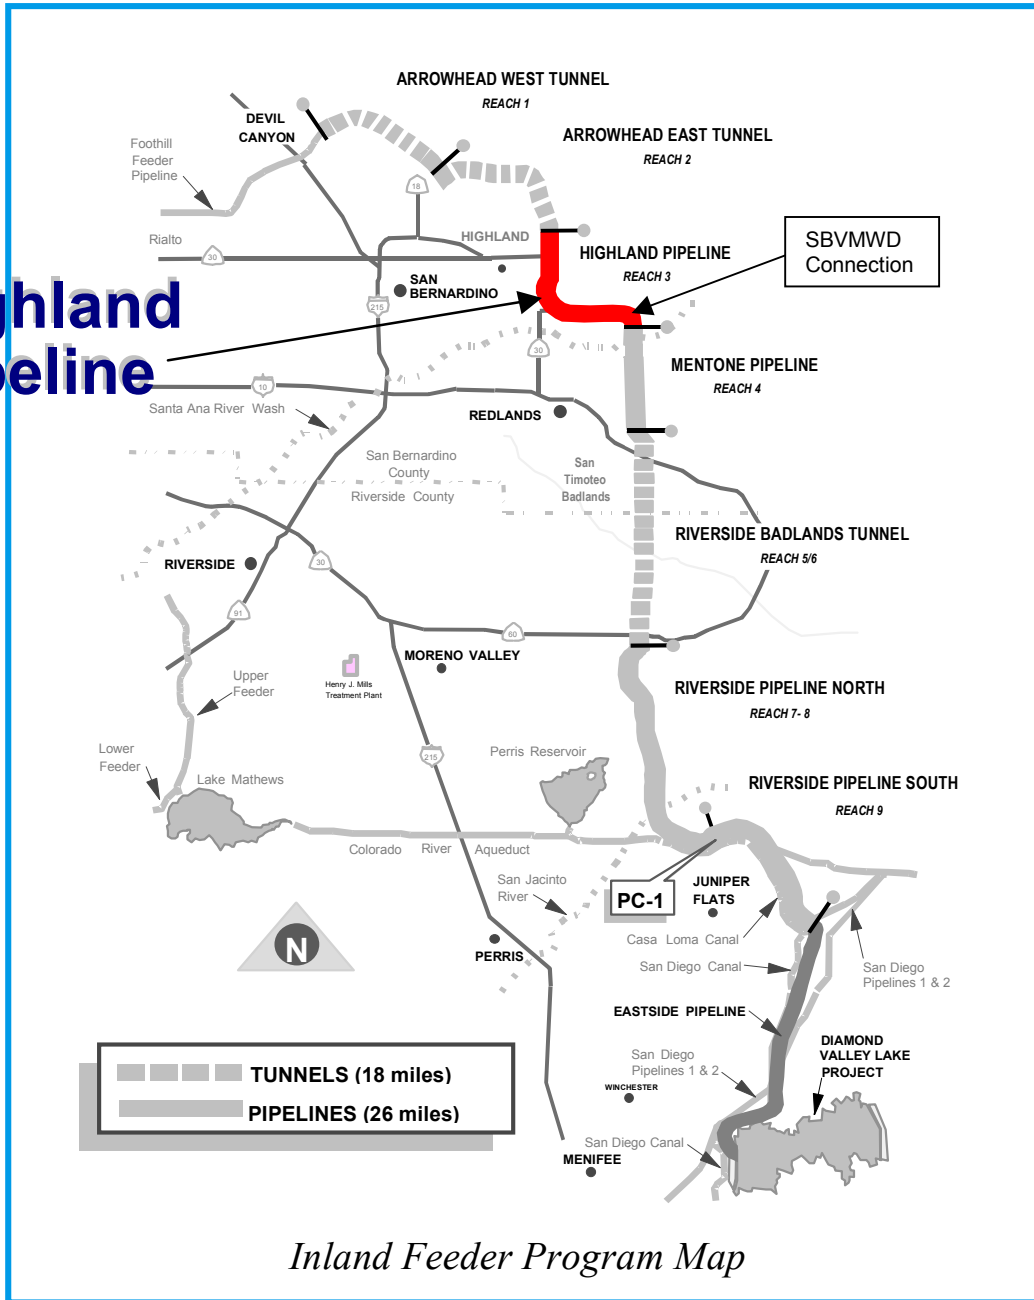 ARROWHEAD WEST TUNNEL
REACH 1
DEVIL
CANYON
ARROWHEAD EAST TUNNEL
REACH 2
Foothill
Feeder
Pipeline
18
Rialto
30
HIGHLAND
HIGHLAND PIPELINE
REACH 3
SBVMWD
Connection
SAN
BERNARDINO
215
ghland
peline
30
MENTONE PIPELINE
REACH 4
10
Santa Ana River Wash
REDLANDS
San Bernardino
County
Riverside County
San
Timoteo
Badlands
RIVERSIDE BADLANDS TUNNEL
REACH 5/6
RIVERSIDE
30
91
60
MORENO VALLEY
Henry J. Mills
Treatment Plant
Upper
Feeder
RIVERSIDE PIPELINE NORTH
REACH 7- 8
Lower
Feeder
Lake Mathews
215
Perris Reservoir
RIVERSIDE PIPELINE SOUTH
REACH 9
Colorado River Aqueduct
San Jacinto
River
PC-1
JUNIPER
FLATS
Casa Loma Canal
San Diego Canal
San Diego
Pipelines 1 & 2
N
PERRIS
EASTSIDE PIPELINE
DIAMOND
VALLEY LAKE
PROJECT
San Diego
Pipelines 1 & 2
WINCHESTER
TUNNELS (18 miles)
PIPELINES (26 miles)
San Diego Canal
MENIFEE
Inland Feeder Program Map